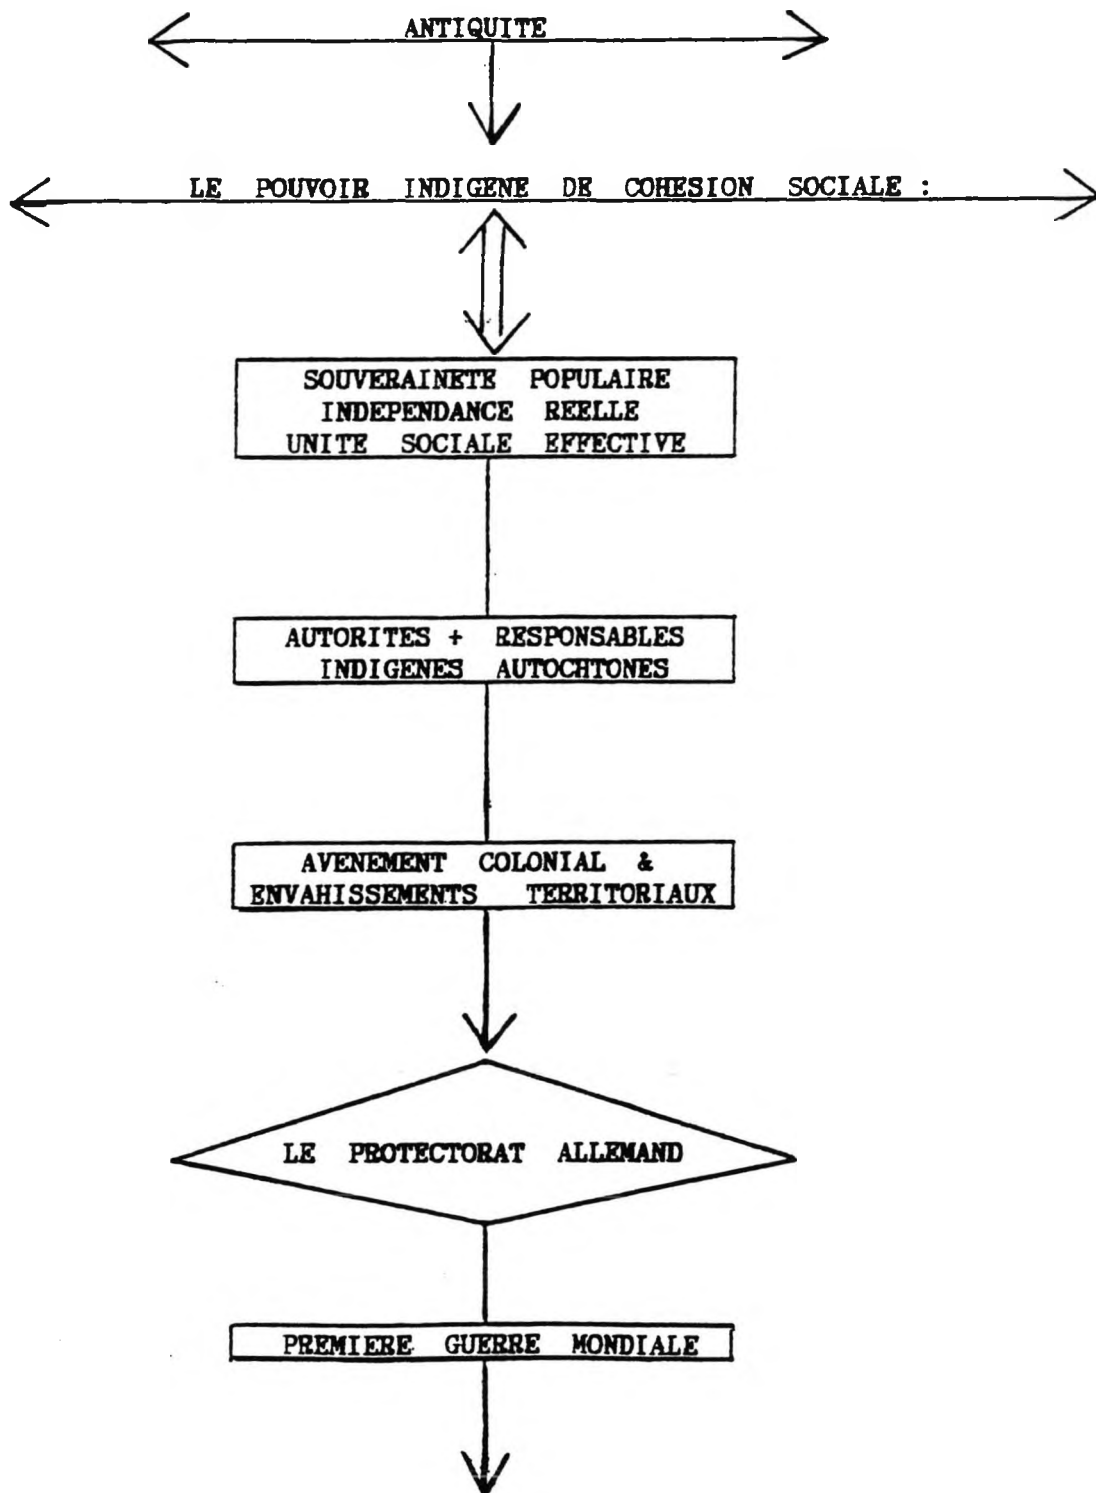 ANTIQUITE
LE POUVOIR INDIGENE DE COHESION SOCIALE :
SOUVERAINETE POPULAIRE
INDEPENDANCE REELLE
UNITE SOCIALE EFFECTIVE
AUTORITES + RESPONSABLES
INDIGENES AUTOCHTONES
AVENEMENT COLONIAL &
ENVAHISSEMENTS TERRITORIAUX
LE PROTECTORAT ALLEMAND
PREMIERE GUERRE MONDIALE